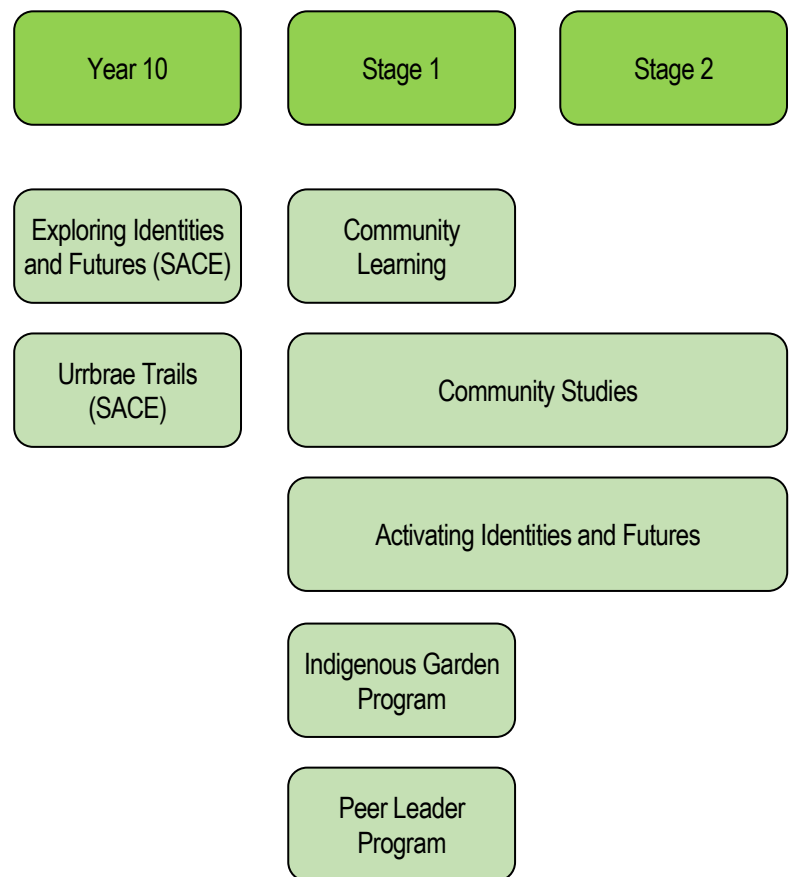 Year 10
Stage 1
Stage 2
Exploring Identities
and Futures (SACE)
Community
Learning
Urrbrae Trails
(SACE)
Community Studies
Activating Identities and Futures
Indigenous Garden
Program
Peer Leader
Program